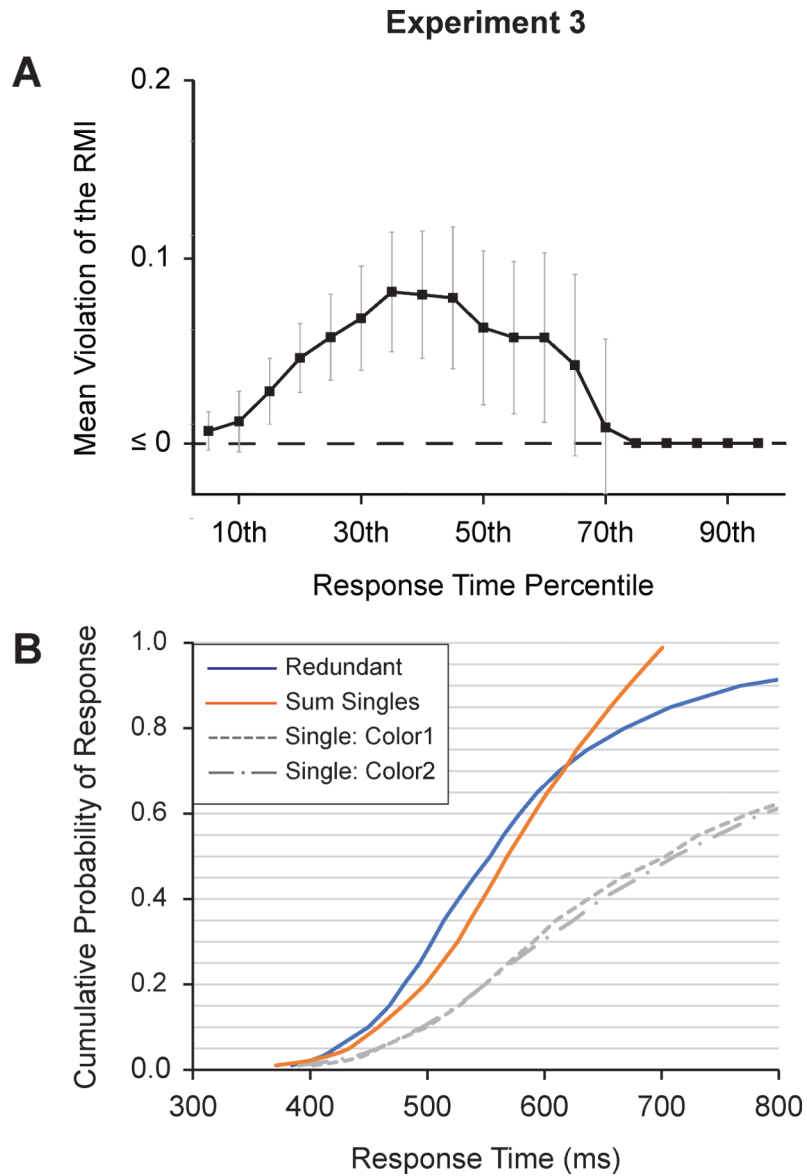 Experiment 3
A
Mean Violation of the RMI
0.2
0.1
≤ 0
10th 30th 50th 70th 90th
Response Time Percentile
B
Cumulative Probability of Response
1.0
0.8
0.6
0.4
0.2
0.0
Redundant
Sum Singles
Single: Color1
Single: Color2
300 400 500 600 700 800
Response Time (ms)